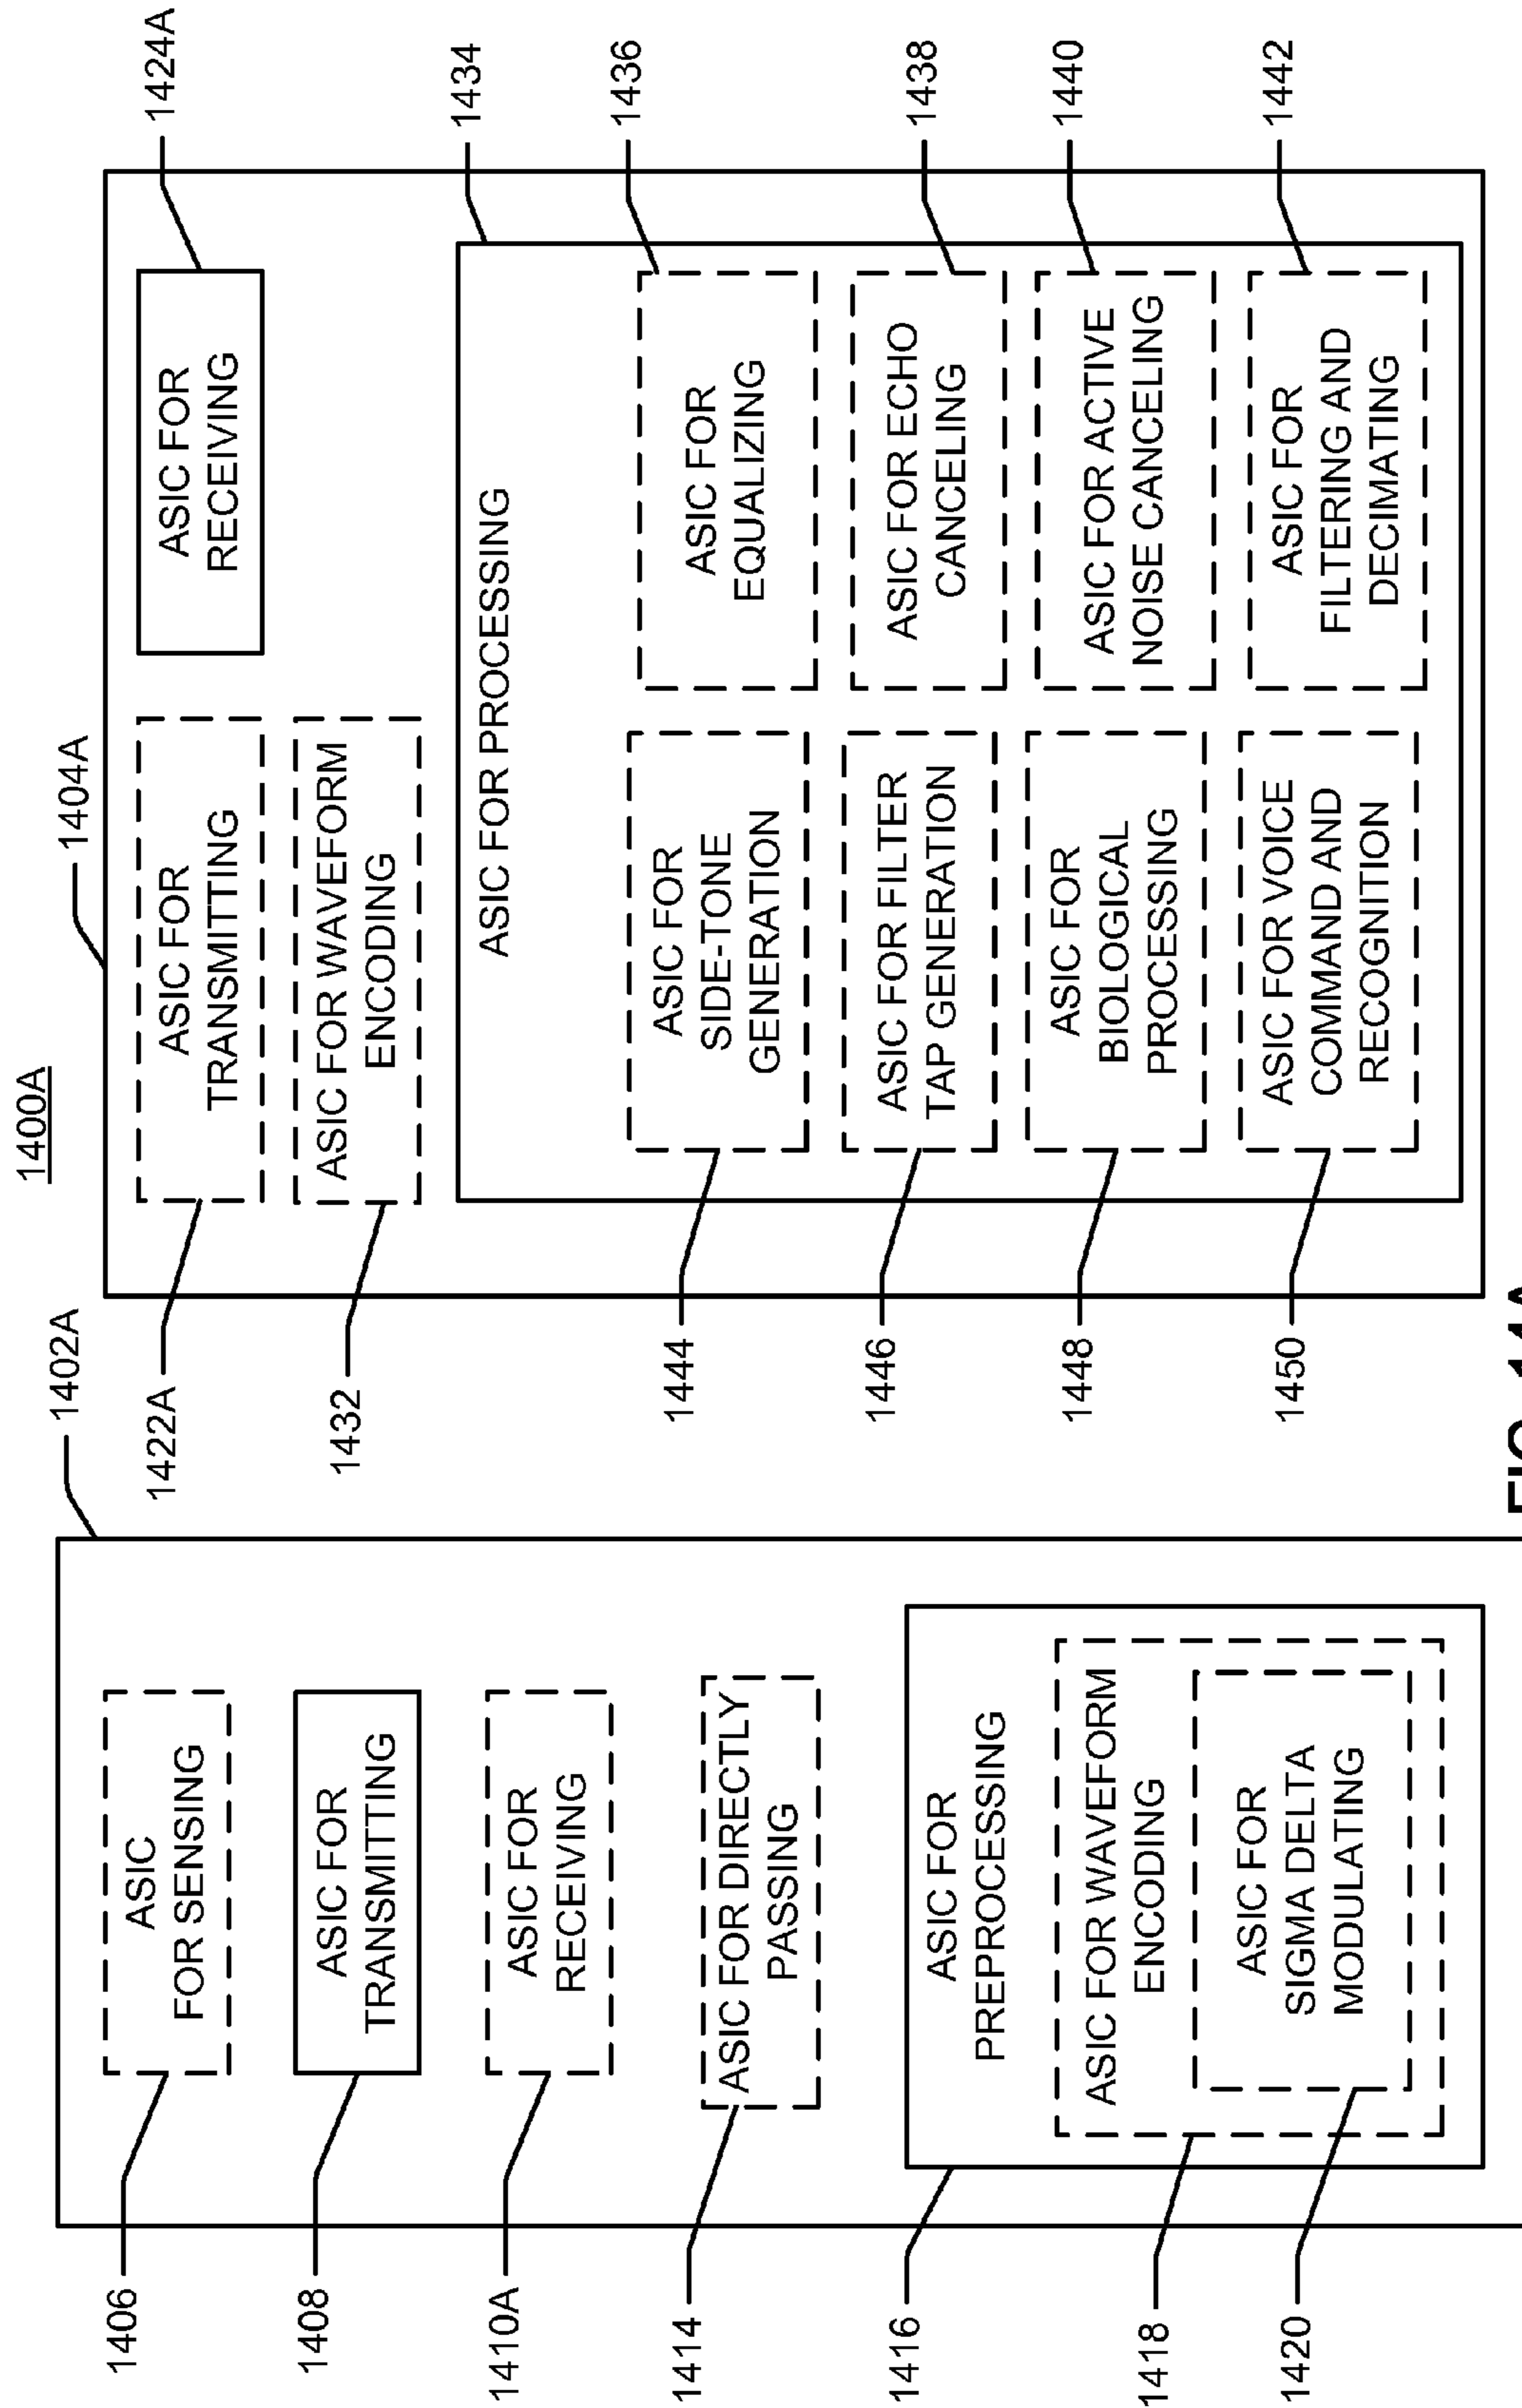 1400A
1402A
1406
ASIC
FOR SENSING
1408
ASIC FOR
TRANSMITTING
1410A
ASIC FOR
RECEIVING
1414
ASIC FOR DIRECTLY
PASSING
1416
ASIC FOR
PREPROCESSING
1418
ASIC FOR WAVEFORM
ENCODING
1420
ASIC FOR
SIGMA DELTA
MODULATING
1404A
1422A
ASIC FOR
TRANSMITTING
ASIC FOR
RECEIVING
1424A
1432
ASIC FOR WAVEFORM
ENCODING
ASIC FOR PROCESSING
1434
1444
ASIC FOR
SIDE-TONE
GENERATION
ASIC FOR
EQUALIZING
1436
1446
ASIC FOR FILTER
TAP GENERATION
ASIC FOR ECHO
CANCELING
1438
1448
ASIC FOR
BIOLOGICAL
PROCESSING
ASIC FOR ACTIVE
NOISE CANCELING
1440
1450
ASIC FOR VOICE
COMMAND AND
RECOGNITION
ASIC FOR
FILTERING AND
DECIMATING
1442
FIG. 14A